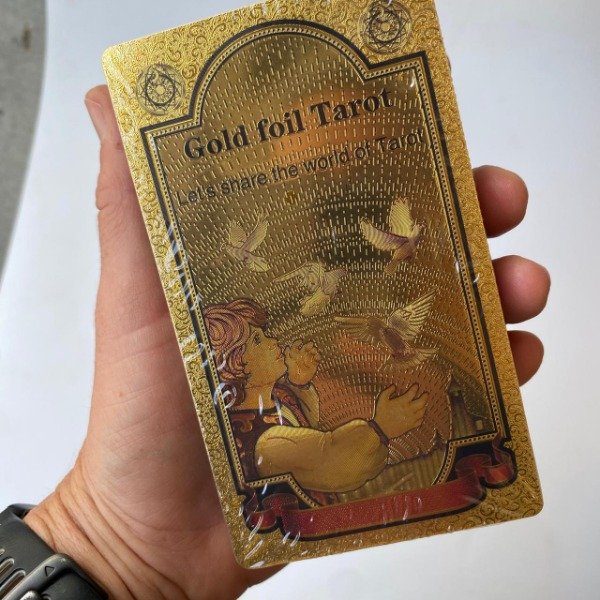 Gold foil Tarot
Let's share the world of Tarot